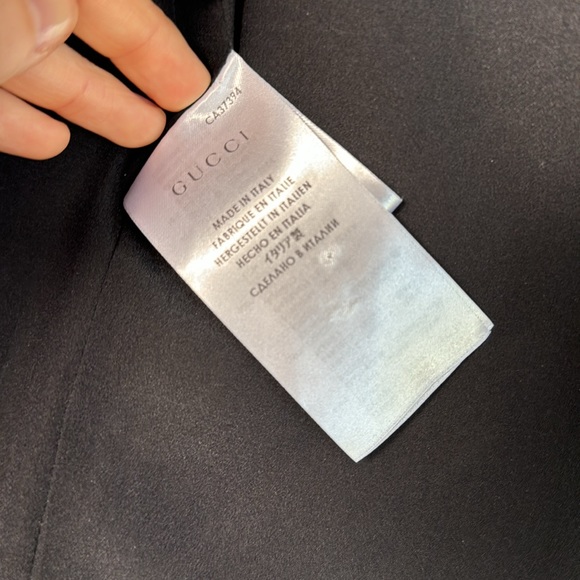 CA37394
GUCCI
MADE IN ITALY
FABRIQUE EN ITALIE
HERGESTELLT IN ITALIEN
HECHO EN ITALIA
イタリア製
СДЕЛАНО В ИТАЛИИ